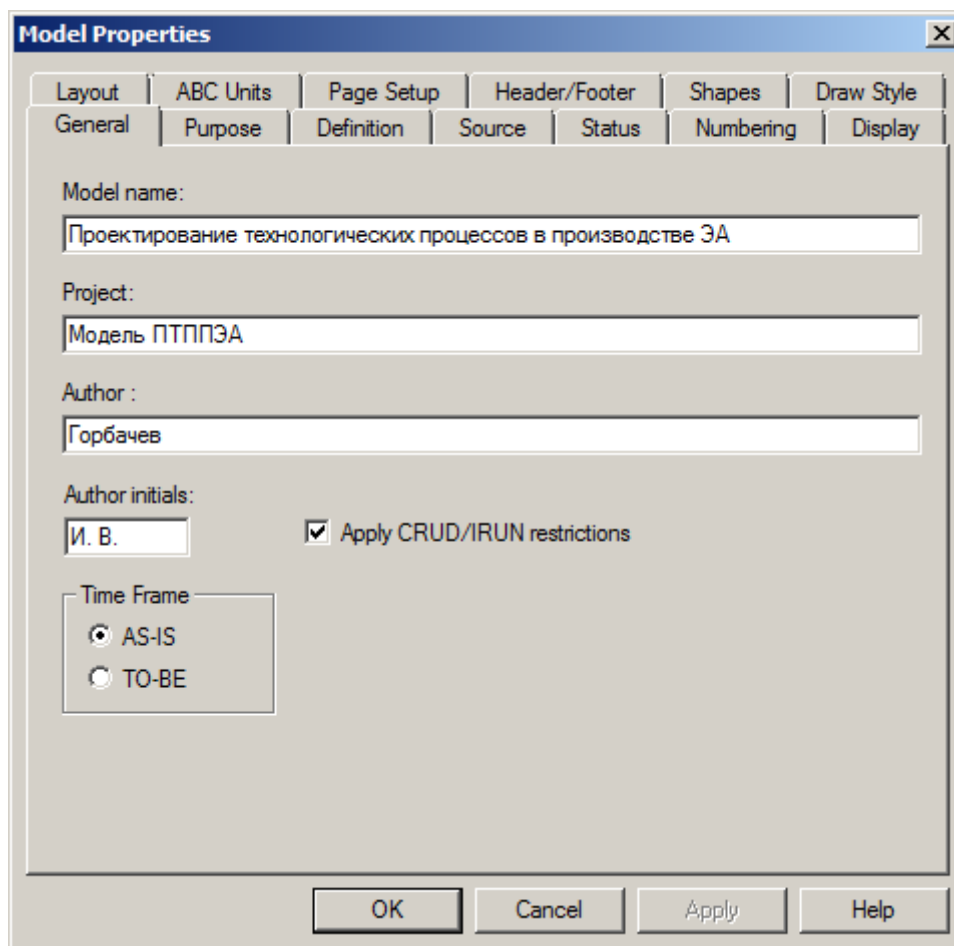 Model Properties
Layout ABC Units Page Setup Header/Footer Shapes Draw Style
General Purpose Definition Source Status Numbering Display
Model name:
Проектирование технологических процессов в производстве ЭА
Project:
Модель ПТППЭА
Author :
Горбачев
Author initials:
И. В.
Apply CRUD/IRUN restrictions
Time Frame
AS-IS
TO-BE
OK Cancel Apply Help